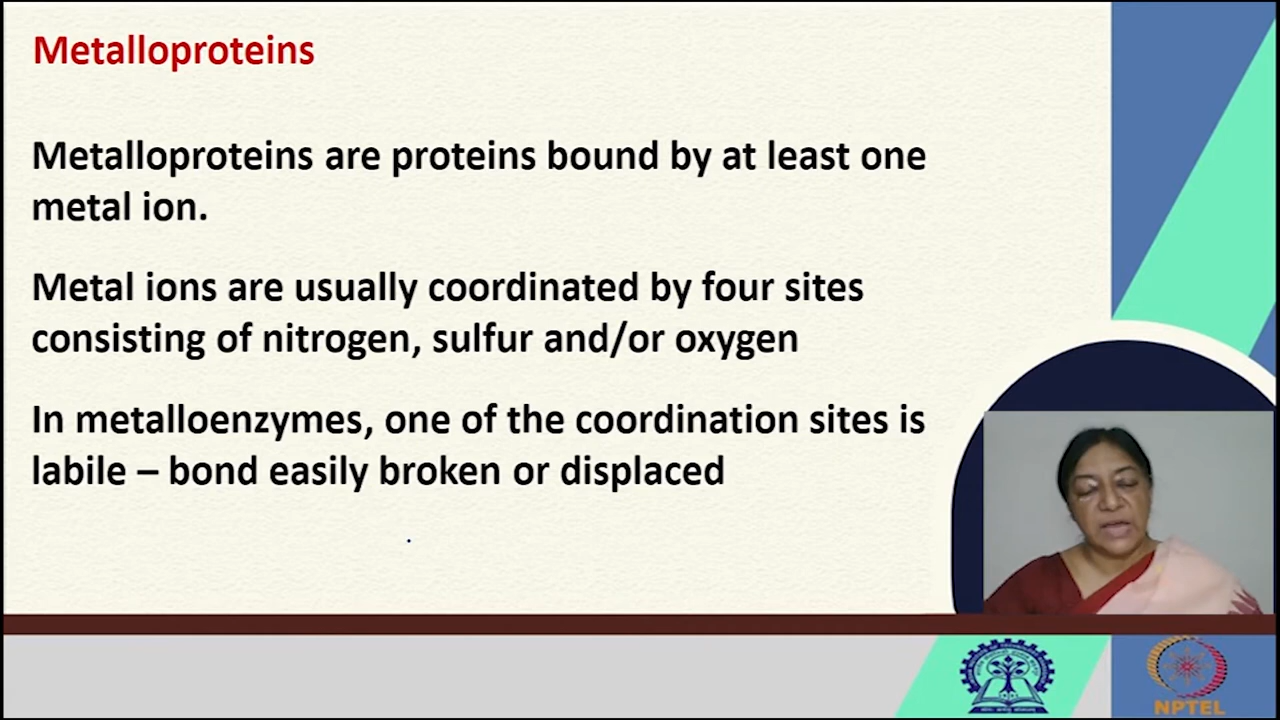 Metalloproteins
Metalloproteins are proteins bound by at least one
metal ion.
Metal ions are usually coordinated by four sites
consisting of nitrogen, sulfur and/or oxygen
In metalloenzymes, one of the coordination sites is
labile – bond easily broken or displaced
NPTEL